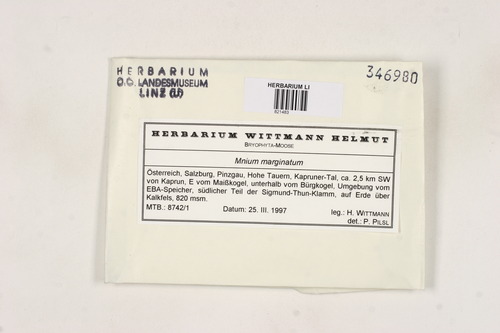 HERBARIUM
O.Ö. LANDESMUSEUM
LINZ (LI)
HERBARIUM LI
346980
HERBARIUM WITTMANN HELMUT
BRYOPHYTA-MOOSE
Mnium marginatum
Österreich, Salzburg, Pinzgau, Hohe Tauern, Kapruner-Tal, ca. 2,5 km SW
von Kaprun, E vom Maißkogel, unterhalb vom Bürgkogel, Umgebung vom
EBA-Speicher, südlicher Teil der Sigmund-Thun-Klamm, auf Erde über
Kalkfels, 820 msm.
MTB.: 8742/1 Datum: 25. III. 1997 leg.: H. WITTMANN
det.: P. PILSL